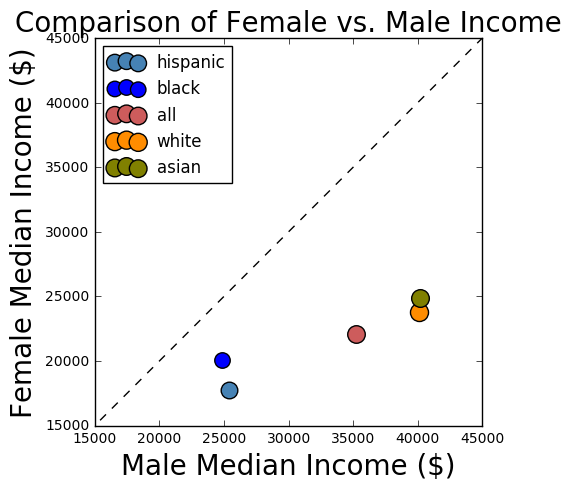 Comparison of Female vs. Male Income
45000
40000
35000
30000
25000
20000
15000
Female Median Income ($)
hispanic
black
all
white
asian
15000 20000 25000 30000 35000 40000 45000
Male Median Income ($)